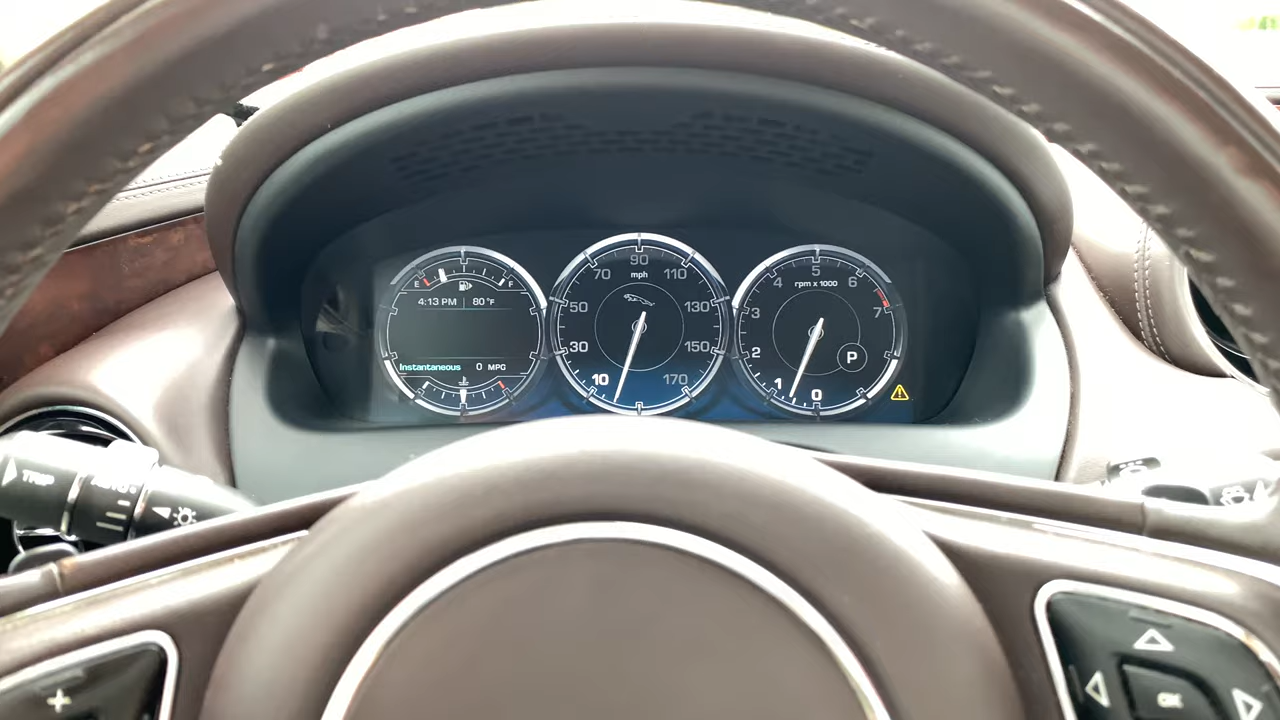 E F
4:13 PM 80°F
Instantaneous 0 MPG
90
70 mph 110
50 130
30 150
10 170
5
4 rpm x 1000 6
3 7
2 P
1 0
TRIP
AUTO
+
OK